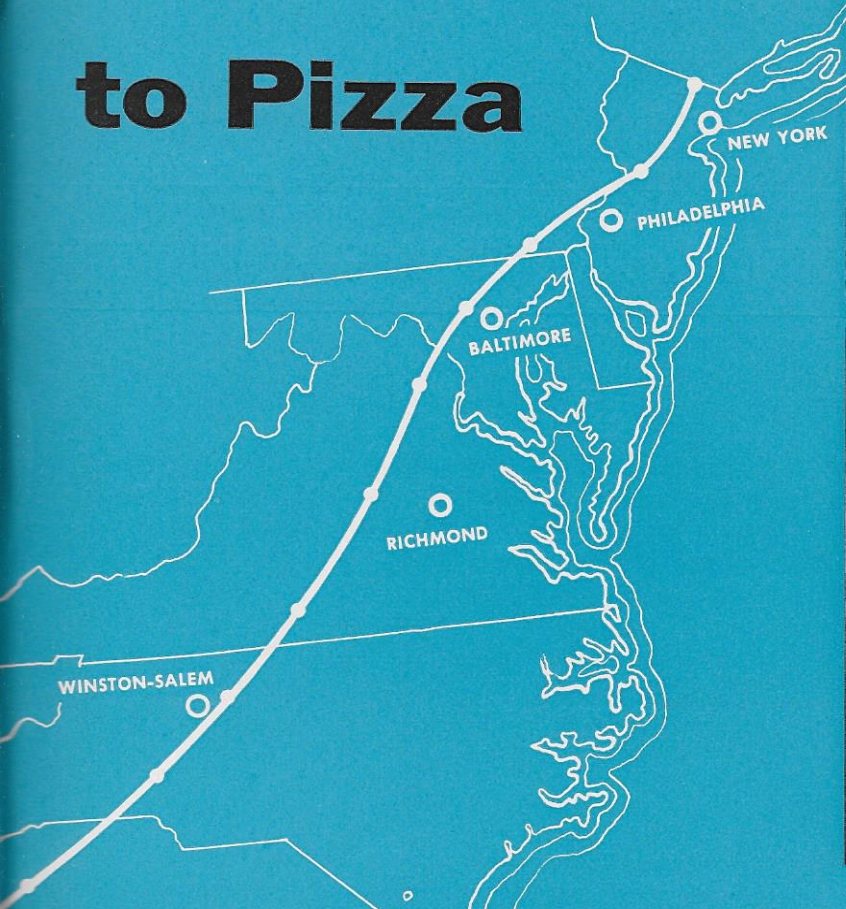 to Pizza
NEW YORK
PHILADELPHIA
BALTIMORE
RICHMOND
WINSTON-SALEM